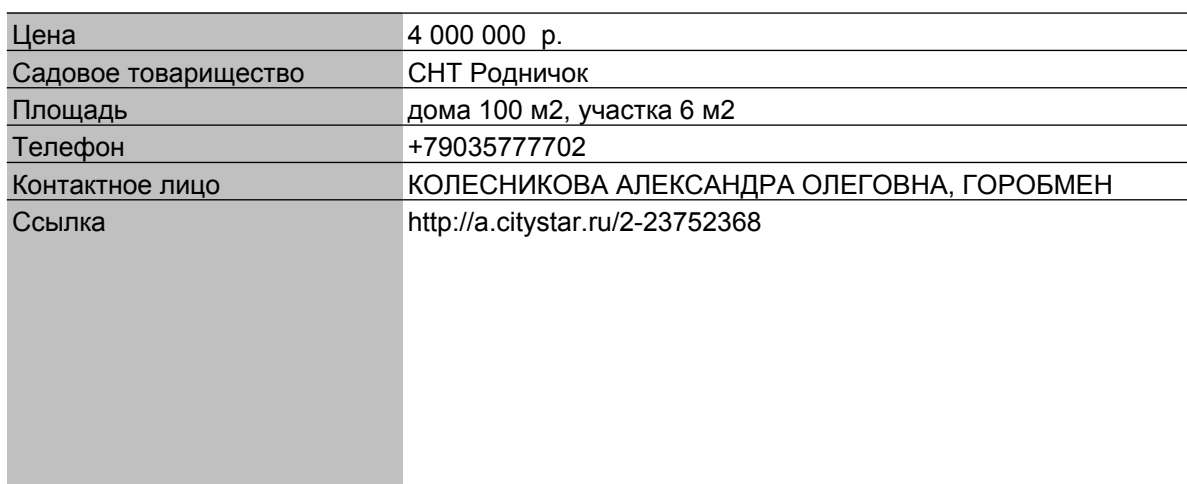 Цена 4 000 000 р.
Садовое товарищество СНТ Родничок
Площадь дома 100 м2, участка 6 м2
Телефон +79035777702
Контактное лицо КОЛЕСНИКОВА АЛЕКСАНДРА ОЛЕГОВНА, ГОРОБМЕН
Ссылка http://a.citystar.ru/2-23752368